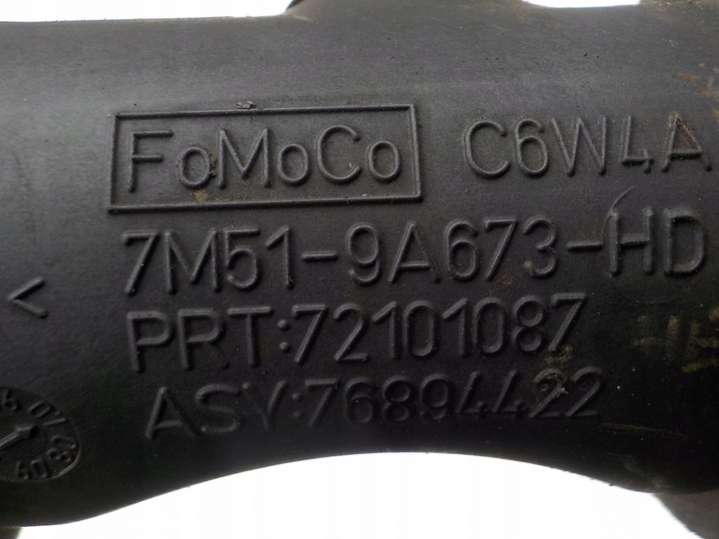 FoMoCo C6W4A
7M51-9A673-HD
<
PRT:72101087
ASY:76894422